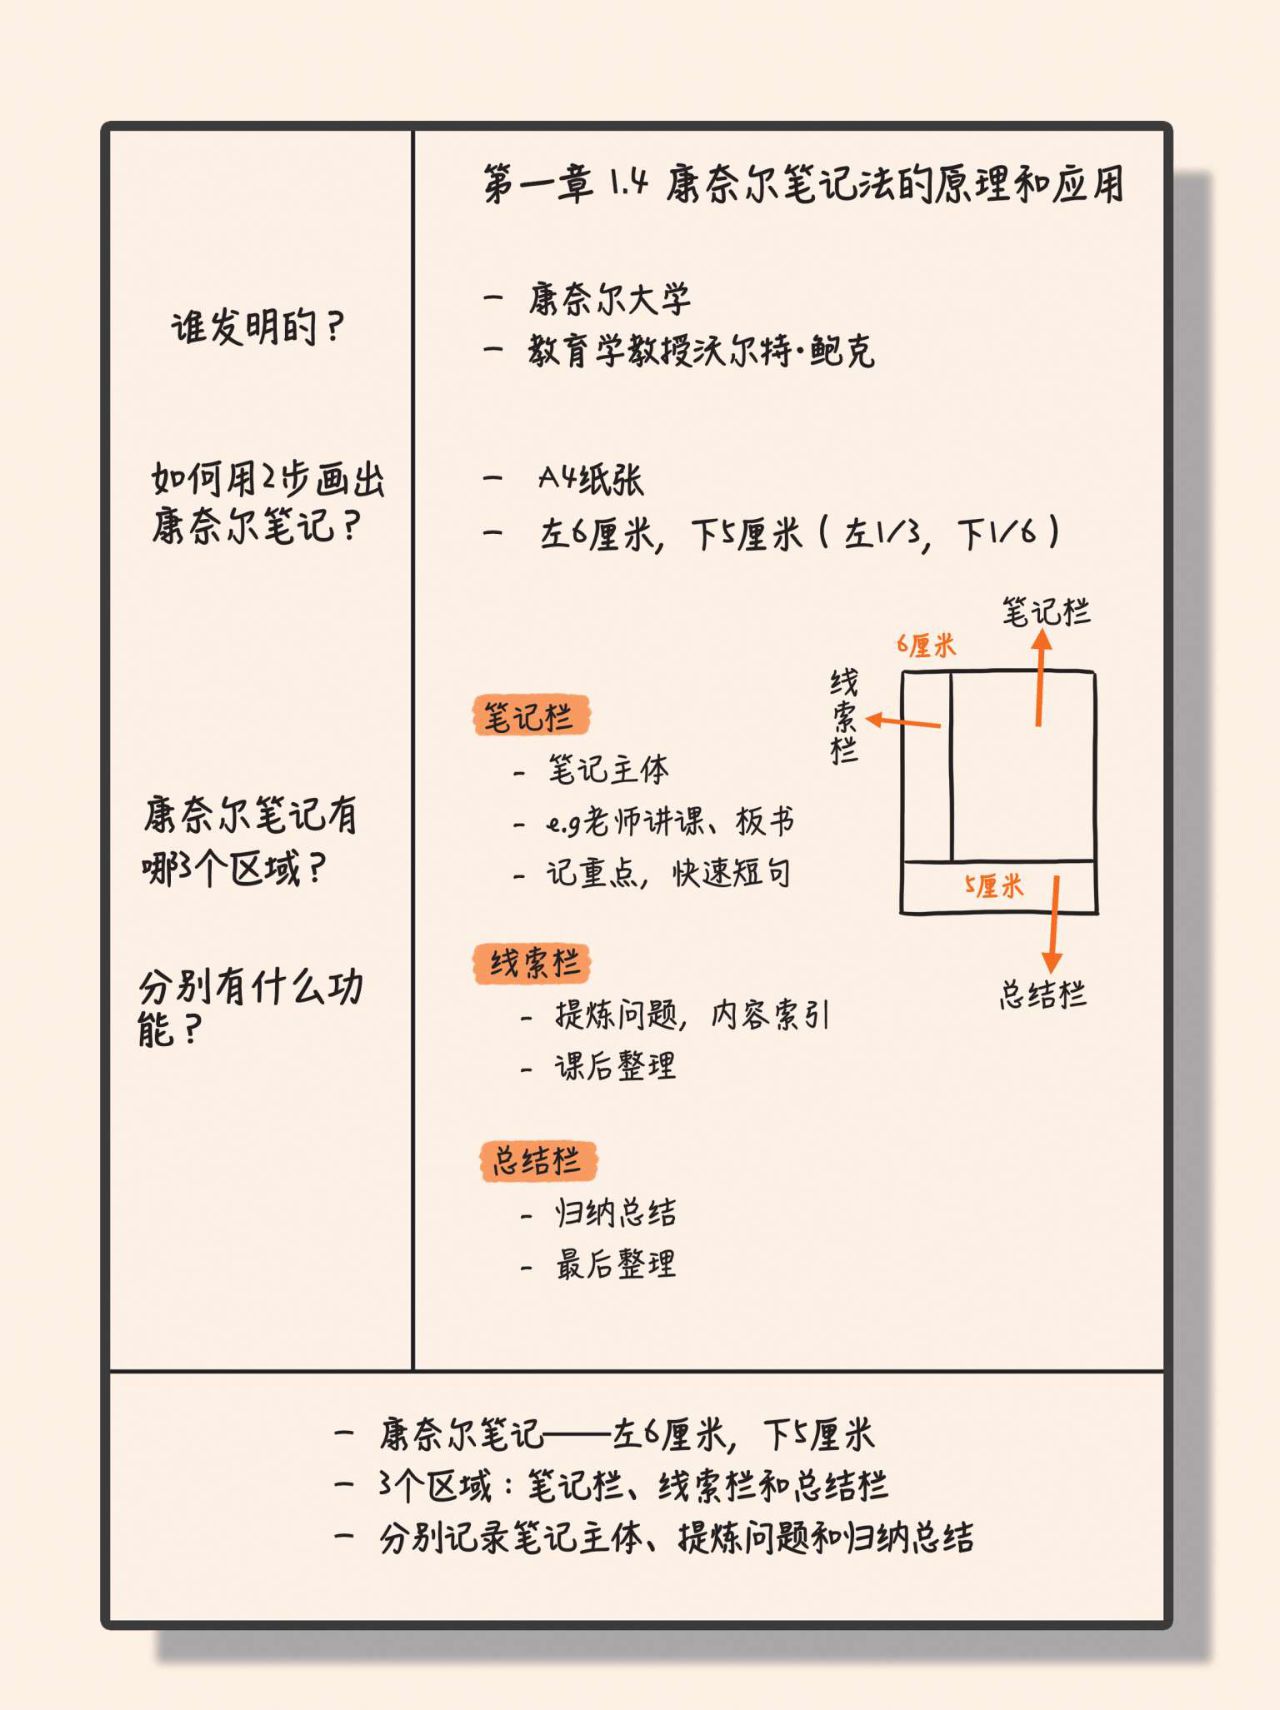 第一章 1.4 康奈尔笔记法的原理和应用
谁发明的？
- 康奈尔大学
- 教育学教授沃尔特·鲍克
如何用2步画出
康奈尔笔记？
- A4纸张
- 左6厘米，下5厘米（左1/3，下1/6）
康奈尔笔记有
哪3个区域？
分别有什么功
能？
笔记栏
- 笔记主体
- e.g老师讲课、板书
- 记重点，快速短句
线索栏
- 提炼问题，内容索引
- 课后整理
总结栏
- 归纳总结
- 最后整理
笔记栏
6厘米
线索栏
5厘米
总结栏
- 康奈尔笔记——左6厘米，下5厘米
- 3个区域：笔记栏、线索栏和总结栏
- 分别记录笔记主体、提炼问题和归纳总结